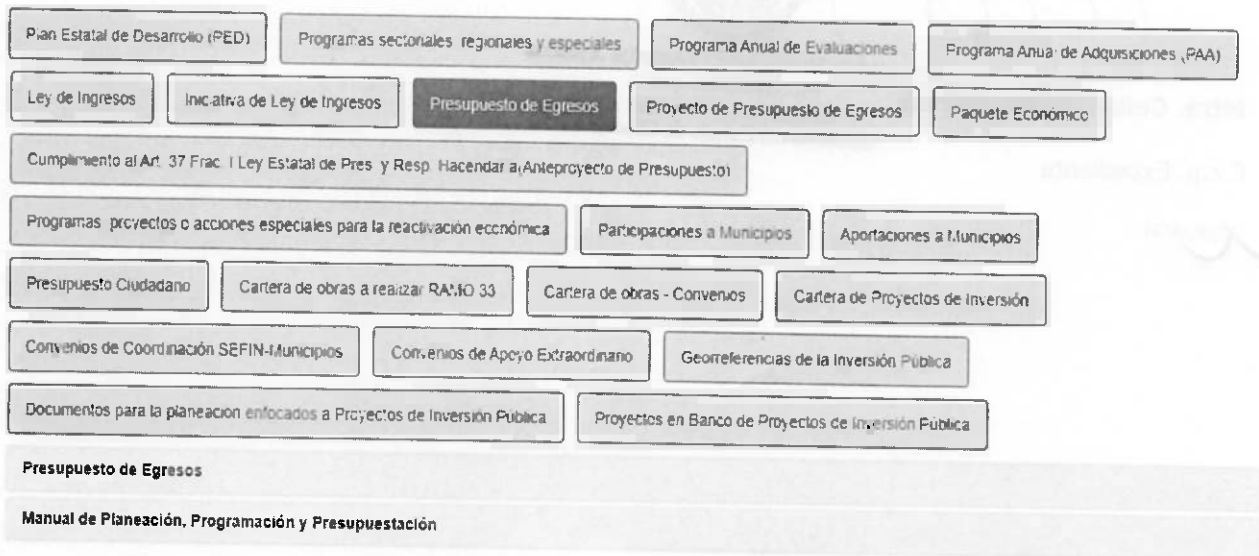 Plan Estatal de Desarrollo (PED) Programas sectoriales regionales y especiales Programa Anual de Evaluaciones Programa Anual de Adquisiciones (PAA)
Ley de Ingresos Iniciativa de Ley de Ingresos Presupuesto de Egresos Proyecto de Presupuesto de Egresos Paquete Económico
Cumplimiento al Art. 37 Frac. I Ley Estatal de Pres. y Resp. Hacendaria(Anteproyecto de Presupuesto)
Programas proyectos o acciones especiales para la reactivación económica Participaciones a Municipios Aportaciones a Municipios
Presupuesto Ciudadano Cartera de obras a realizar RAMO 33 Cartera de obras - Convenios Cartera de Proyectos de Inversión
Convenios de Coordinación SEFIN-Municipios Convenios de Apoyo Extraordinario Georreferencias de la Inversión Pública
Documentos para la planeación enfocados a Proyectos de Inversión Pública Proyectos en Banco de Proyectos de Inversión Pública
Presupuesto de Egresos
Manual de Planeación, Programación y Presupuestación